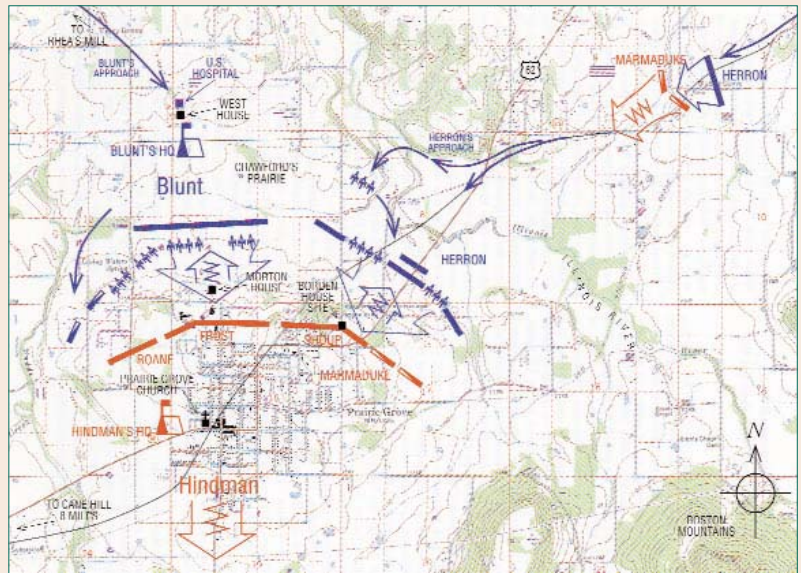 TO
RHEA'S MILL
BLUNT'S
APPROACH
U.S.
HOSPITAL
WEST
HOUSE
BLUNT'S HQ
Blunt
CRAWFORD'S
PRAIRIE
62
MARMADUKE
HERRON
HERRON'S
APPROACH
HERRON
ILLINOIS RIVER
MORTON
HOUSE
BORDEN
HOUSE
SITE
ROANE
FROST
SHOUP
MARMADUKE
PRAIRIE GROVE
CHURCH
Prairie Grove
HINDMAN'S HQ
Hindman
TO CANE HILL
8 MILES
N
BOSTON
MOUNTAINS